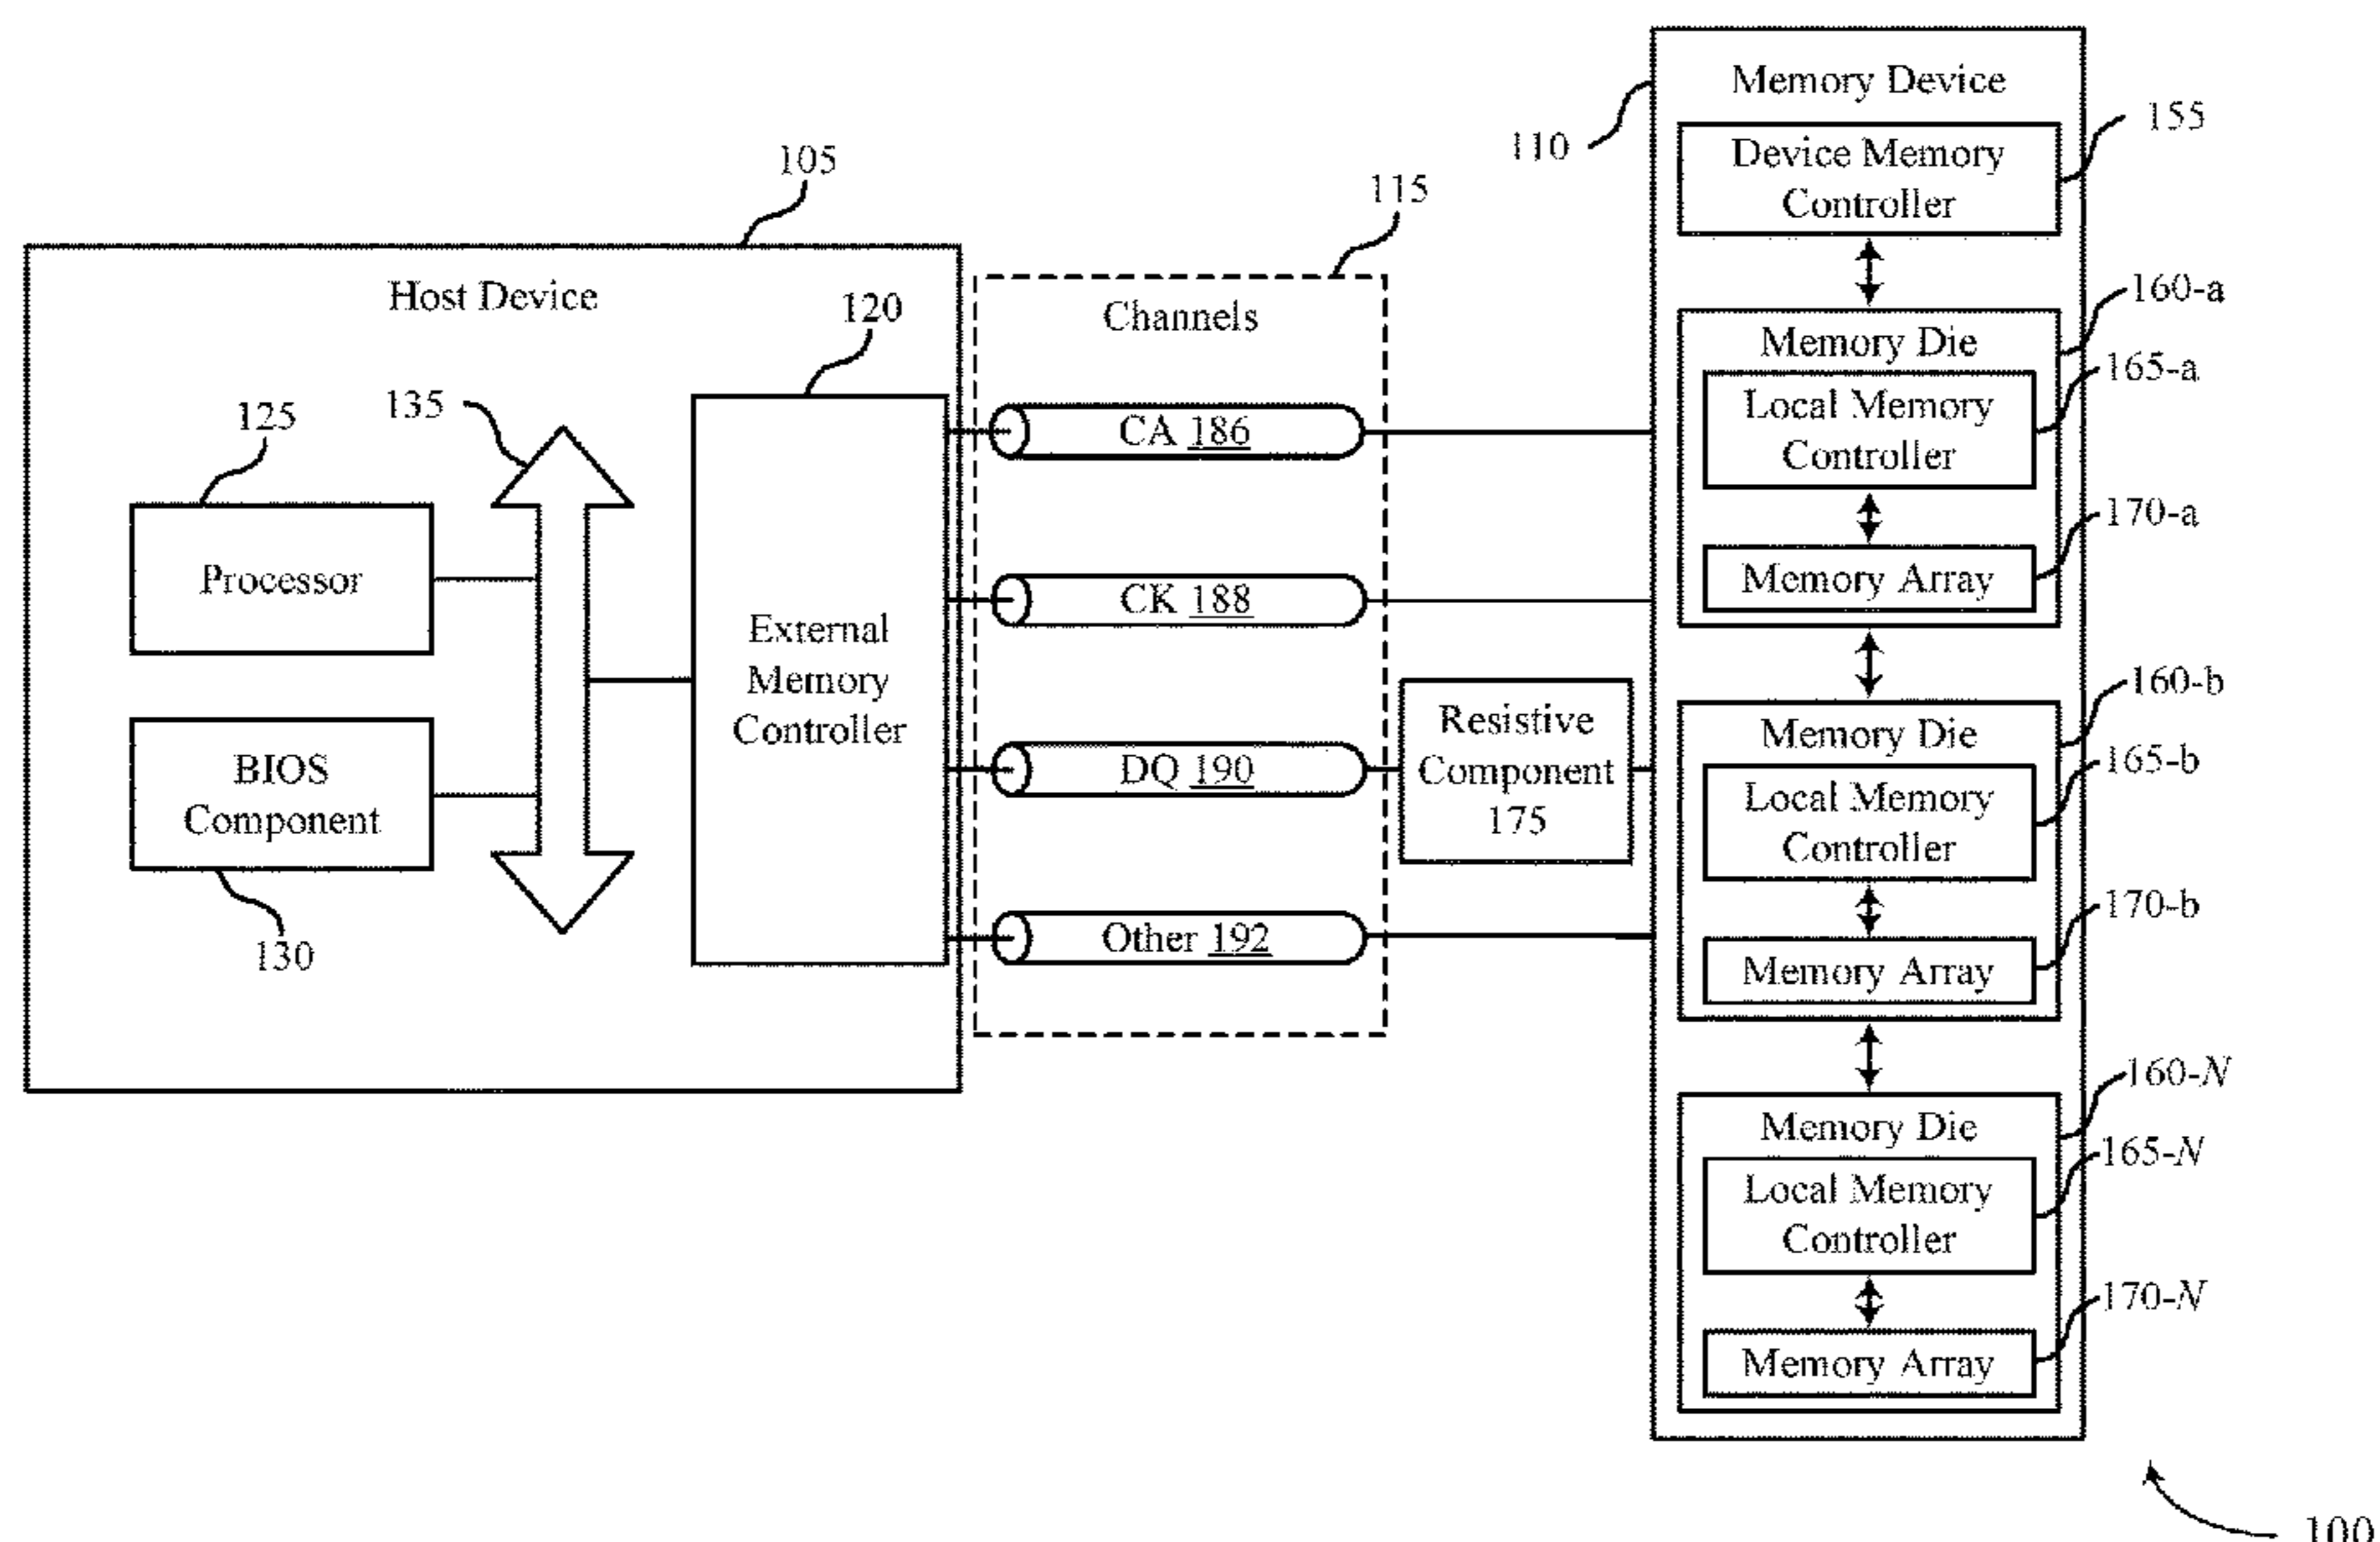 Memory Device
110
155
Device Memory
Controller
105
115
Host Device
120
Channels
160-a
Memory Die
165-a
Local Memory
Controller
125
135
CA 186
170-a
Memory Array
Processor
CK 188
External
Memory
Controller
160-b
Memory Die
165-b
Local Memory
Controller
Resistive
Component
175
BIOS
Component
DQ 190
130
Other 192
170-b
Memory Array
160-N
Memory Die
165-N
Local Memory
Controller
170-N
Memory Array
100